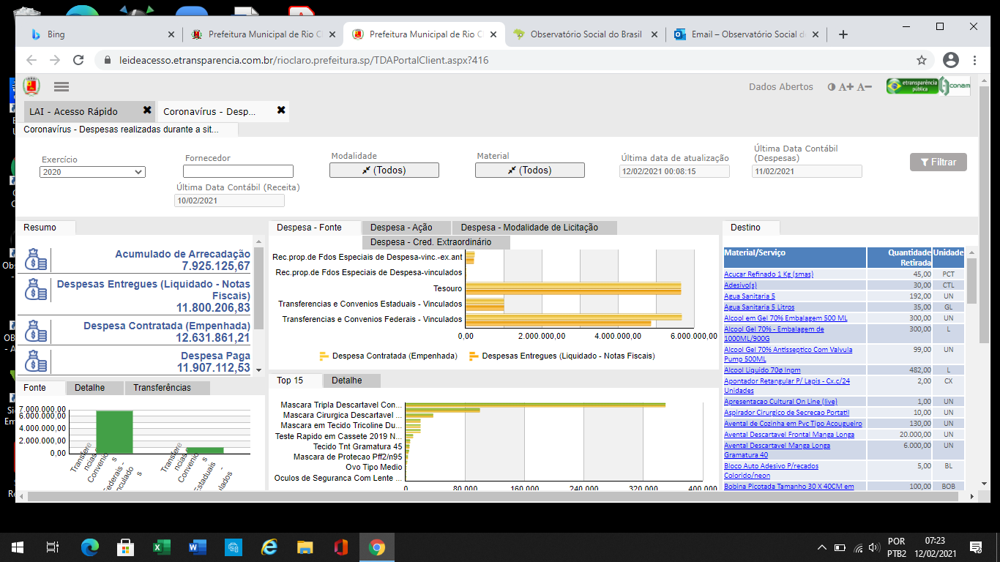 Bing
Prefeitura Municipal de Rio C
Prefeitura Municipal de Rio C
Observatório Social do Brasil
Email – Observatório Social d
leideacesso.etransparencia.com.br/rioclaro.prefeitura.sp/TDAPortalClient.aspx?416
Dados Abertos
A+ A−
etransparência
pública
conam
LAI - Acesso Rápido
Coronavírus - Desp...
Coronavírus - Despesas realizadas durante a sit...
Exercício
2020
Fornecedor
Modalidade
(Todos)
Material
(Todos)
Última data de atualização
12/02/2021 00:08:15
Última Data Contábil
(Despesas)
11/02/2021
Filtrar
Última Data Contábil (Receita)
10/02/2021
Resumo
Acumulado de Arrecadação
7.925.125,67
Despesas Entregues (Liquidado - Notas
Fiscais)
11.800.206,83
Despesa Contratada (Empenhada)
12.631.861,21
Despesa Paga
11.907.112,53
Fonte
Detalhe
Transferências
7.000.000,00
6.000.000,00
4.000.000,00
2.000.000,00
0,00
Despesa - Fonte
Despesa - Ação
Despesa - Modalidade de Licitação
Despesa - Cred. Extraordinário
Rec.prop.de Fdos Especiais de Despesa-vinc.-ex.ant
Rec.prop.de Fdos Especiais de Despesa-vinculados
Tesouro
Transferencias e Convenios Estaduais - Vinculados
Transferencias e Convenios Federais - Vinculados
0,00 2.000.000,00 4.000.000,00 6.000.000,00
Despesa Contratada (Empenhada)
Despesas Entregues (Liquidado - Notas Fiscais)
Top 15
Detalhe
Mascara Tripla Descartavel Con...
Mascara Cirurgica Descartavel ...
Mascara em Tecido Tricoline Du...
Teste Rapido em Cassete 2019 N...
Tecido Tnt Gramatura 45
Mascara de Protecao Pff2/n95
Ovo Tipo Medio
Oculos de Seguranca Com Lente ...
0 80.000 160.000 240.000 320.000 400.000
Destino
Material/Serviço Quantidade Retirada Unidade
Acucar Refinado 1 Kg (smas) 45,00 PCT
Adesivo(s) 30,00 CTL
Agua Sanitaria 5 192,00 UN
Agua Sanitaria 5 Litros 35,00 GL
Alcool em Gel 70% Embalagem 500 ML 300,00 UN
Alcool Gel 70% - Embalagem de 300,00 L
1000ML/900G
Alcool Gel 70% Antisseptico Com Valvula 99,00 UN
Pump 500ML
Alcool Liquido 70ø Inpm 482,00 L
Apontador Retangular P/ Lapis - Cx.c/24 2,00 CX
Unidades
Apresentacao Cultural On Line (live) 1,00 UN
Aspirador Cirurgico de Secrecao Portatil 10,00 UN
Avental de Cozinha em Pvc Tipo Acougueiro 130,00 UN
Avental Descartavel Frontal Manga Longa 20.000,00 UN
Avental Descartavel Manga Longa 6.000,00 UN
Gramatura 40
Bloco Auto Adesivo P/recados 5,00 BL
Colorido/neon
Bobina Picotada Tamanho 30 X 40CM em 100,00 BOB
POR
PTB2
07:23
12/02/2021